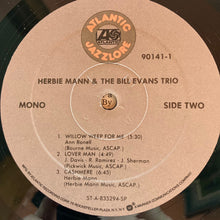 ATLANTIC
JAZZLORE
90141-1
HERBIE MANN & THE BILL EVANS TRIO
MONO
SIDE TWO
1. WILLOW WEEP FOR ME (5:30)
Ann Ronell
(Bourne Music, ASCAP.)
2. LOVER MAN (4:49)
J. Davis - R. Ramirez - J. Sherman
(Pickwick Music, ASCAP.)
3. CASHMERE (6:45)
Herbie Mann
(Herbie Mann Music, ASCAP.)
ST-A-833294-SP